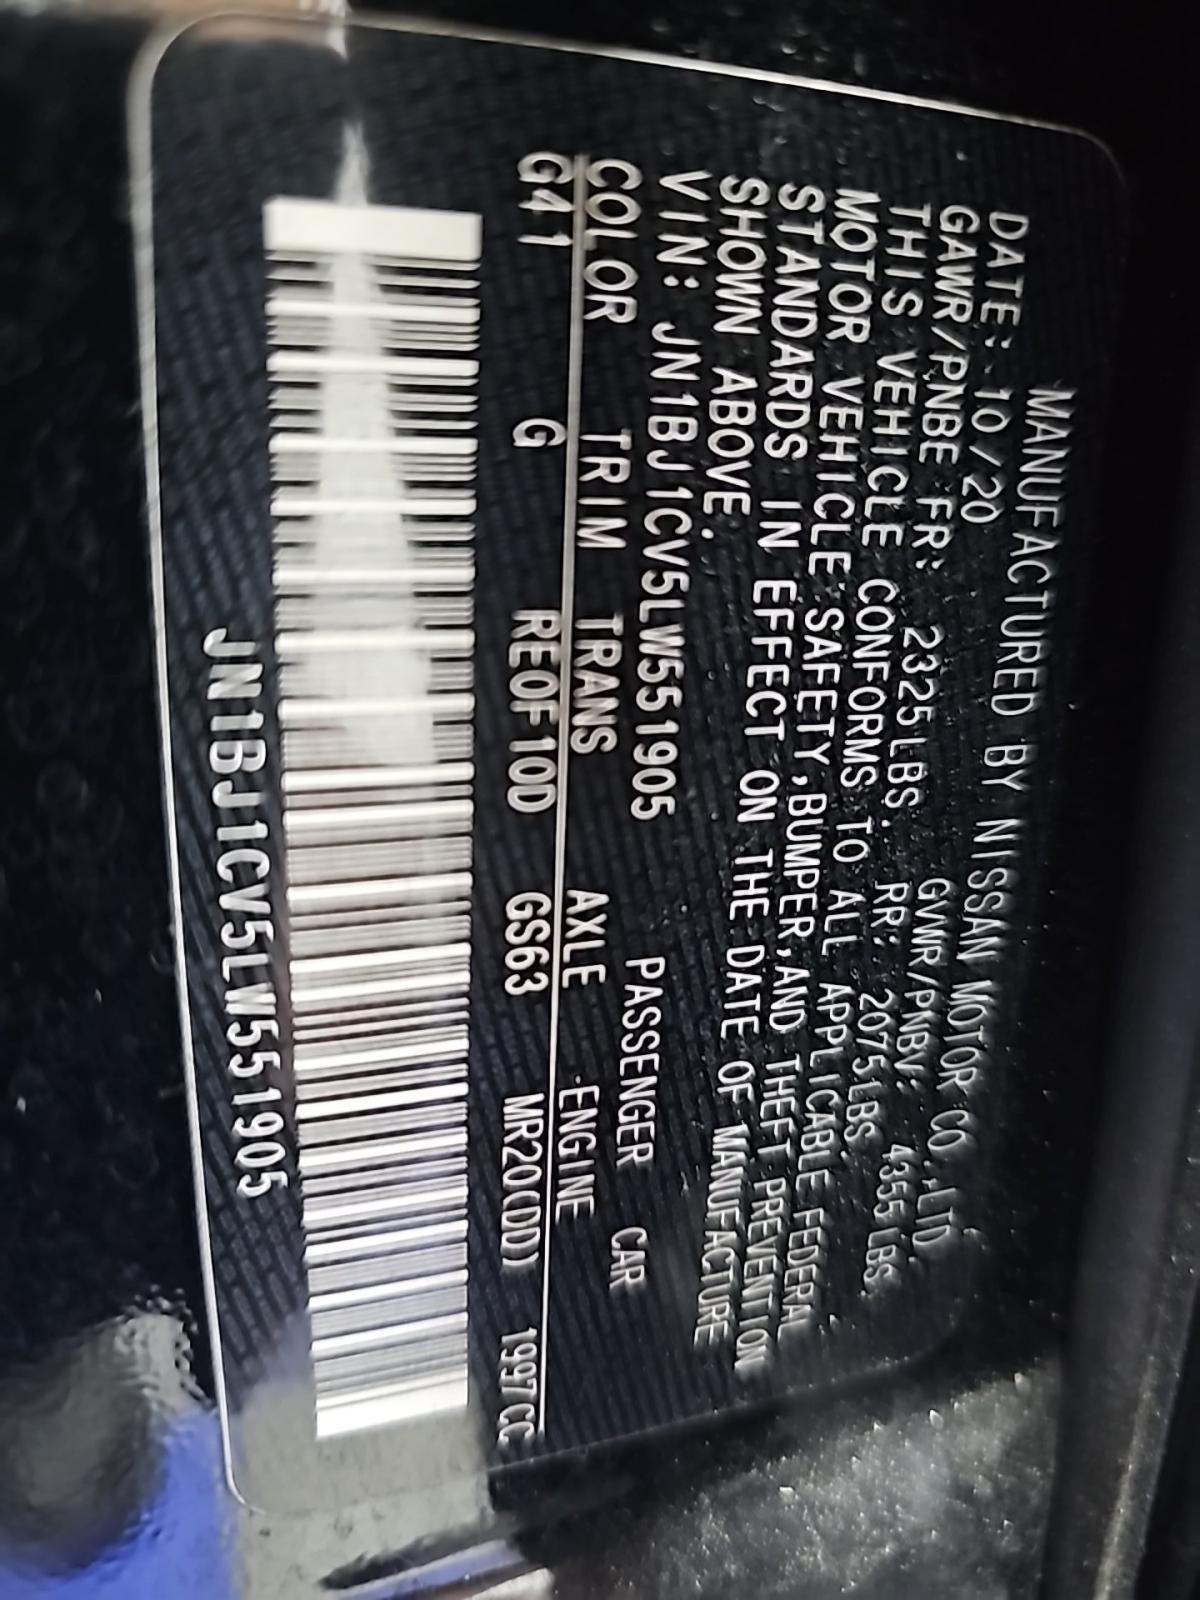 MANUFACTURED BY NISSAN MOTOR CO.,LTD.
DATE: 10/20 GVWR/PNBV: 4355LBS
GAWR/PNBE FR: 2325LBS. RR: 2075LBS.
THIS VEHICLE CONFORMS TO ALL APPLICABLE FEDERAL
MOTOR VEHICLE SAFETY,BUMPER,AND THEFT PREVENTION
STANDARDS IN EFFECT ON THE DATE OF MANUFACTURE
SHOWN ABOVE.
VIN: JN1BJ1CV5LW551905 PASSENGER CAR
COLOR TRIM TRANS AXLE ENGINE
G41 G RE0F10D GS63 MR20(DD) 1997CC
JN1BJ1CV5LW551905